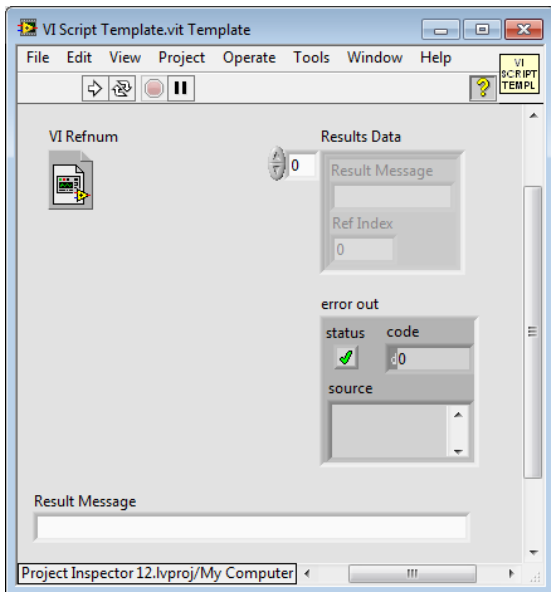 VI Script Template.vit Template
File Edit View Project Operate Tools Window Help
VI
SCRIPT
TEMPL
VI Refnum
Results Data
0
Result Message
Ref Index
0
error out
status code
d0
source
Result Message
Project Inspector 12.lvproj/My Computer